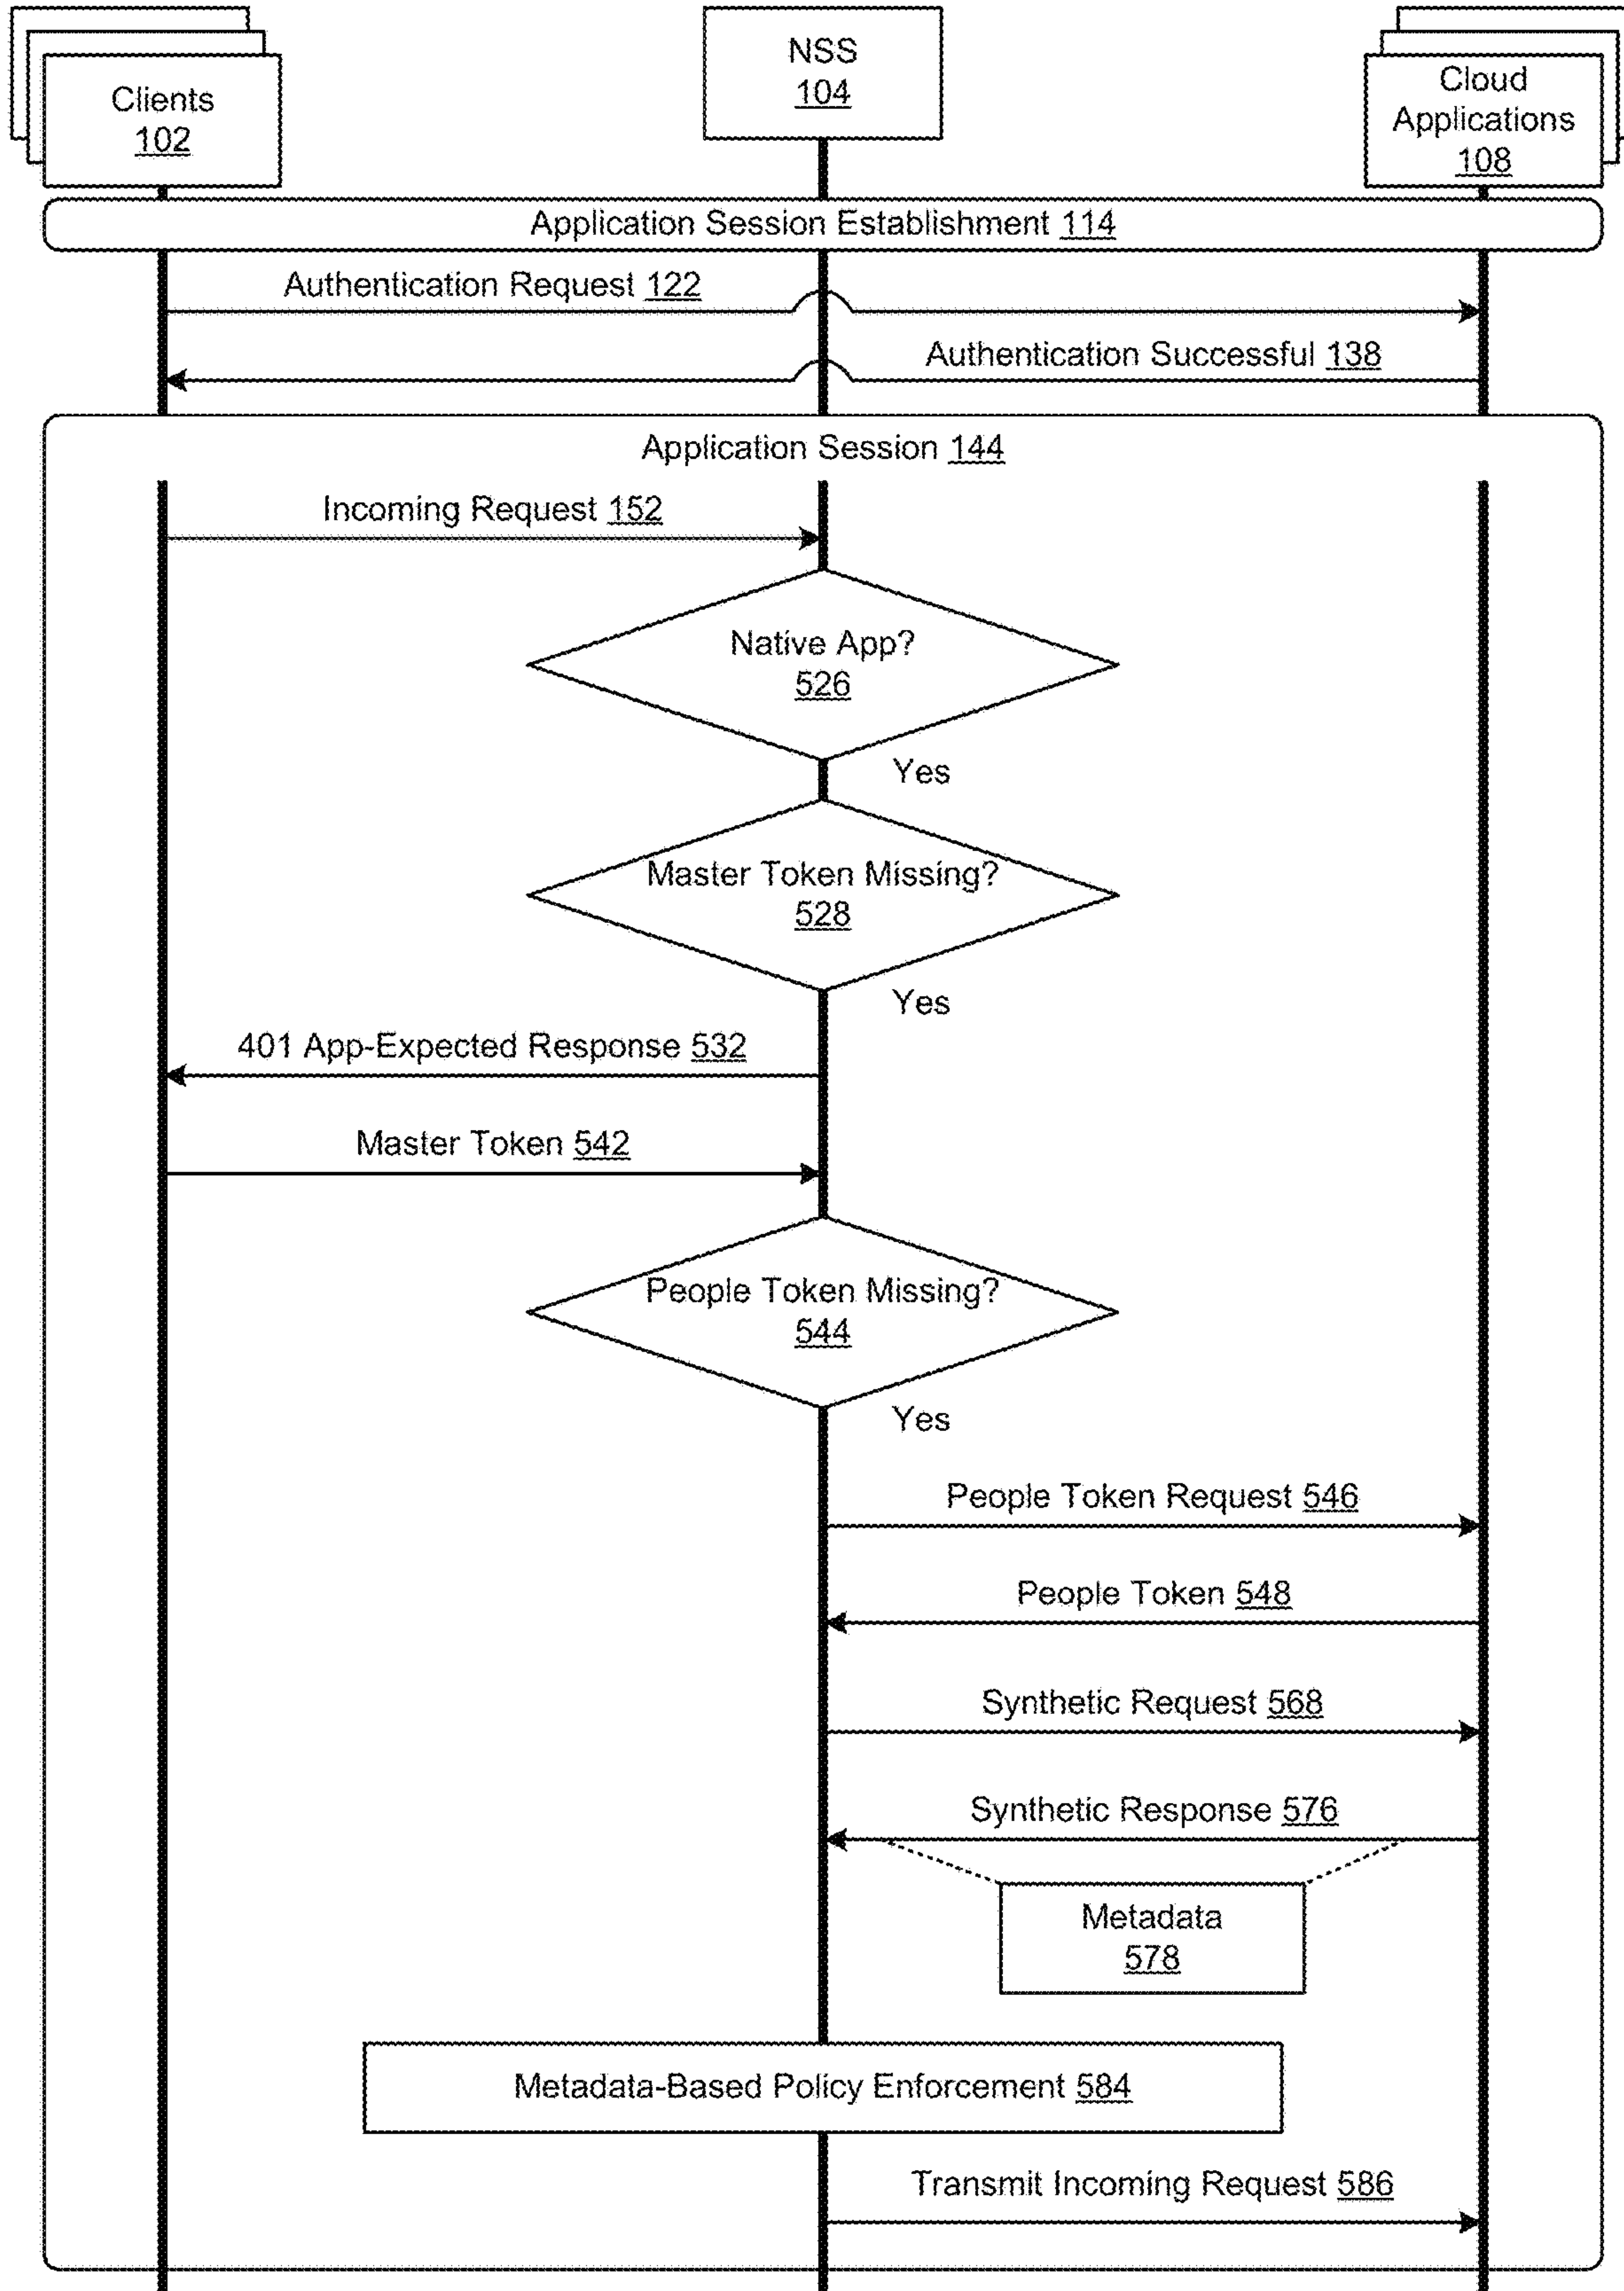 Clients
102
NSS
104
Cloud
Applications
108
Application Session Establishment 114
Authentication Request 122
Authentication Successful 138
Application Session 144
Incoming Request 152
Native App?
526
Yes
Master Token Missing?
528
Yes
401 App-Expected Response 532
Master Token 542
People Token Missing?
544
Yes
People Token Request 546
People Token 548
Synthetic Request 568
Synthetic Response 576
Metadata
578
Metadata-Based Policy Enforcement 584
Transmit Incoming Request 586